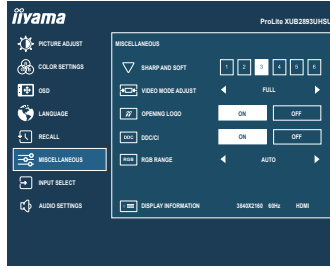 iiyama
ProLite XUB2893UHSU
PICTURE ADJUST
COLOR SETTINGS
OSD
LANGUAGE
RECALL
MISCELLANEOUS
INPUT SELECT
AUDIO SETTINGS
MISCELLANEOUS
SHARP AND SOFT 1 2 3 4 5 6
VIDEO MODE ADJUST FULL
OPENING LOGO ON OFF
DDC DDC/CI ON OFF
RGB RGB RANGE AUTO
DISPLAY INFORMATION 3840X2160 60Hz HDMI